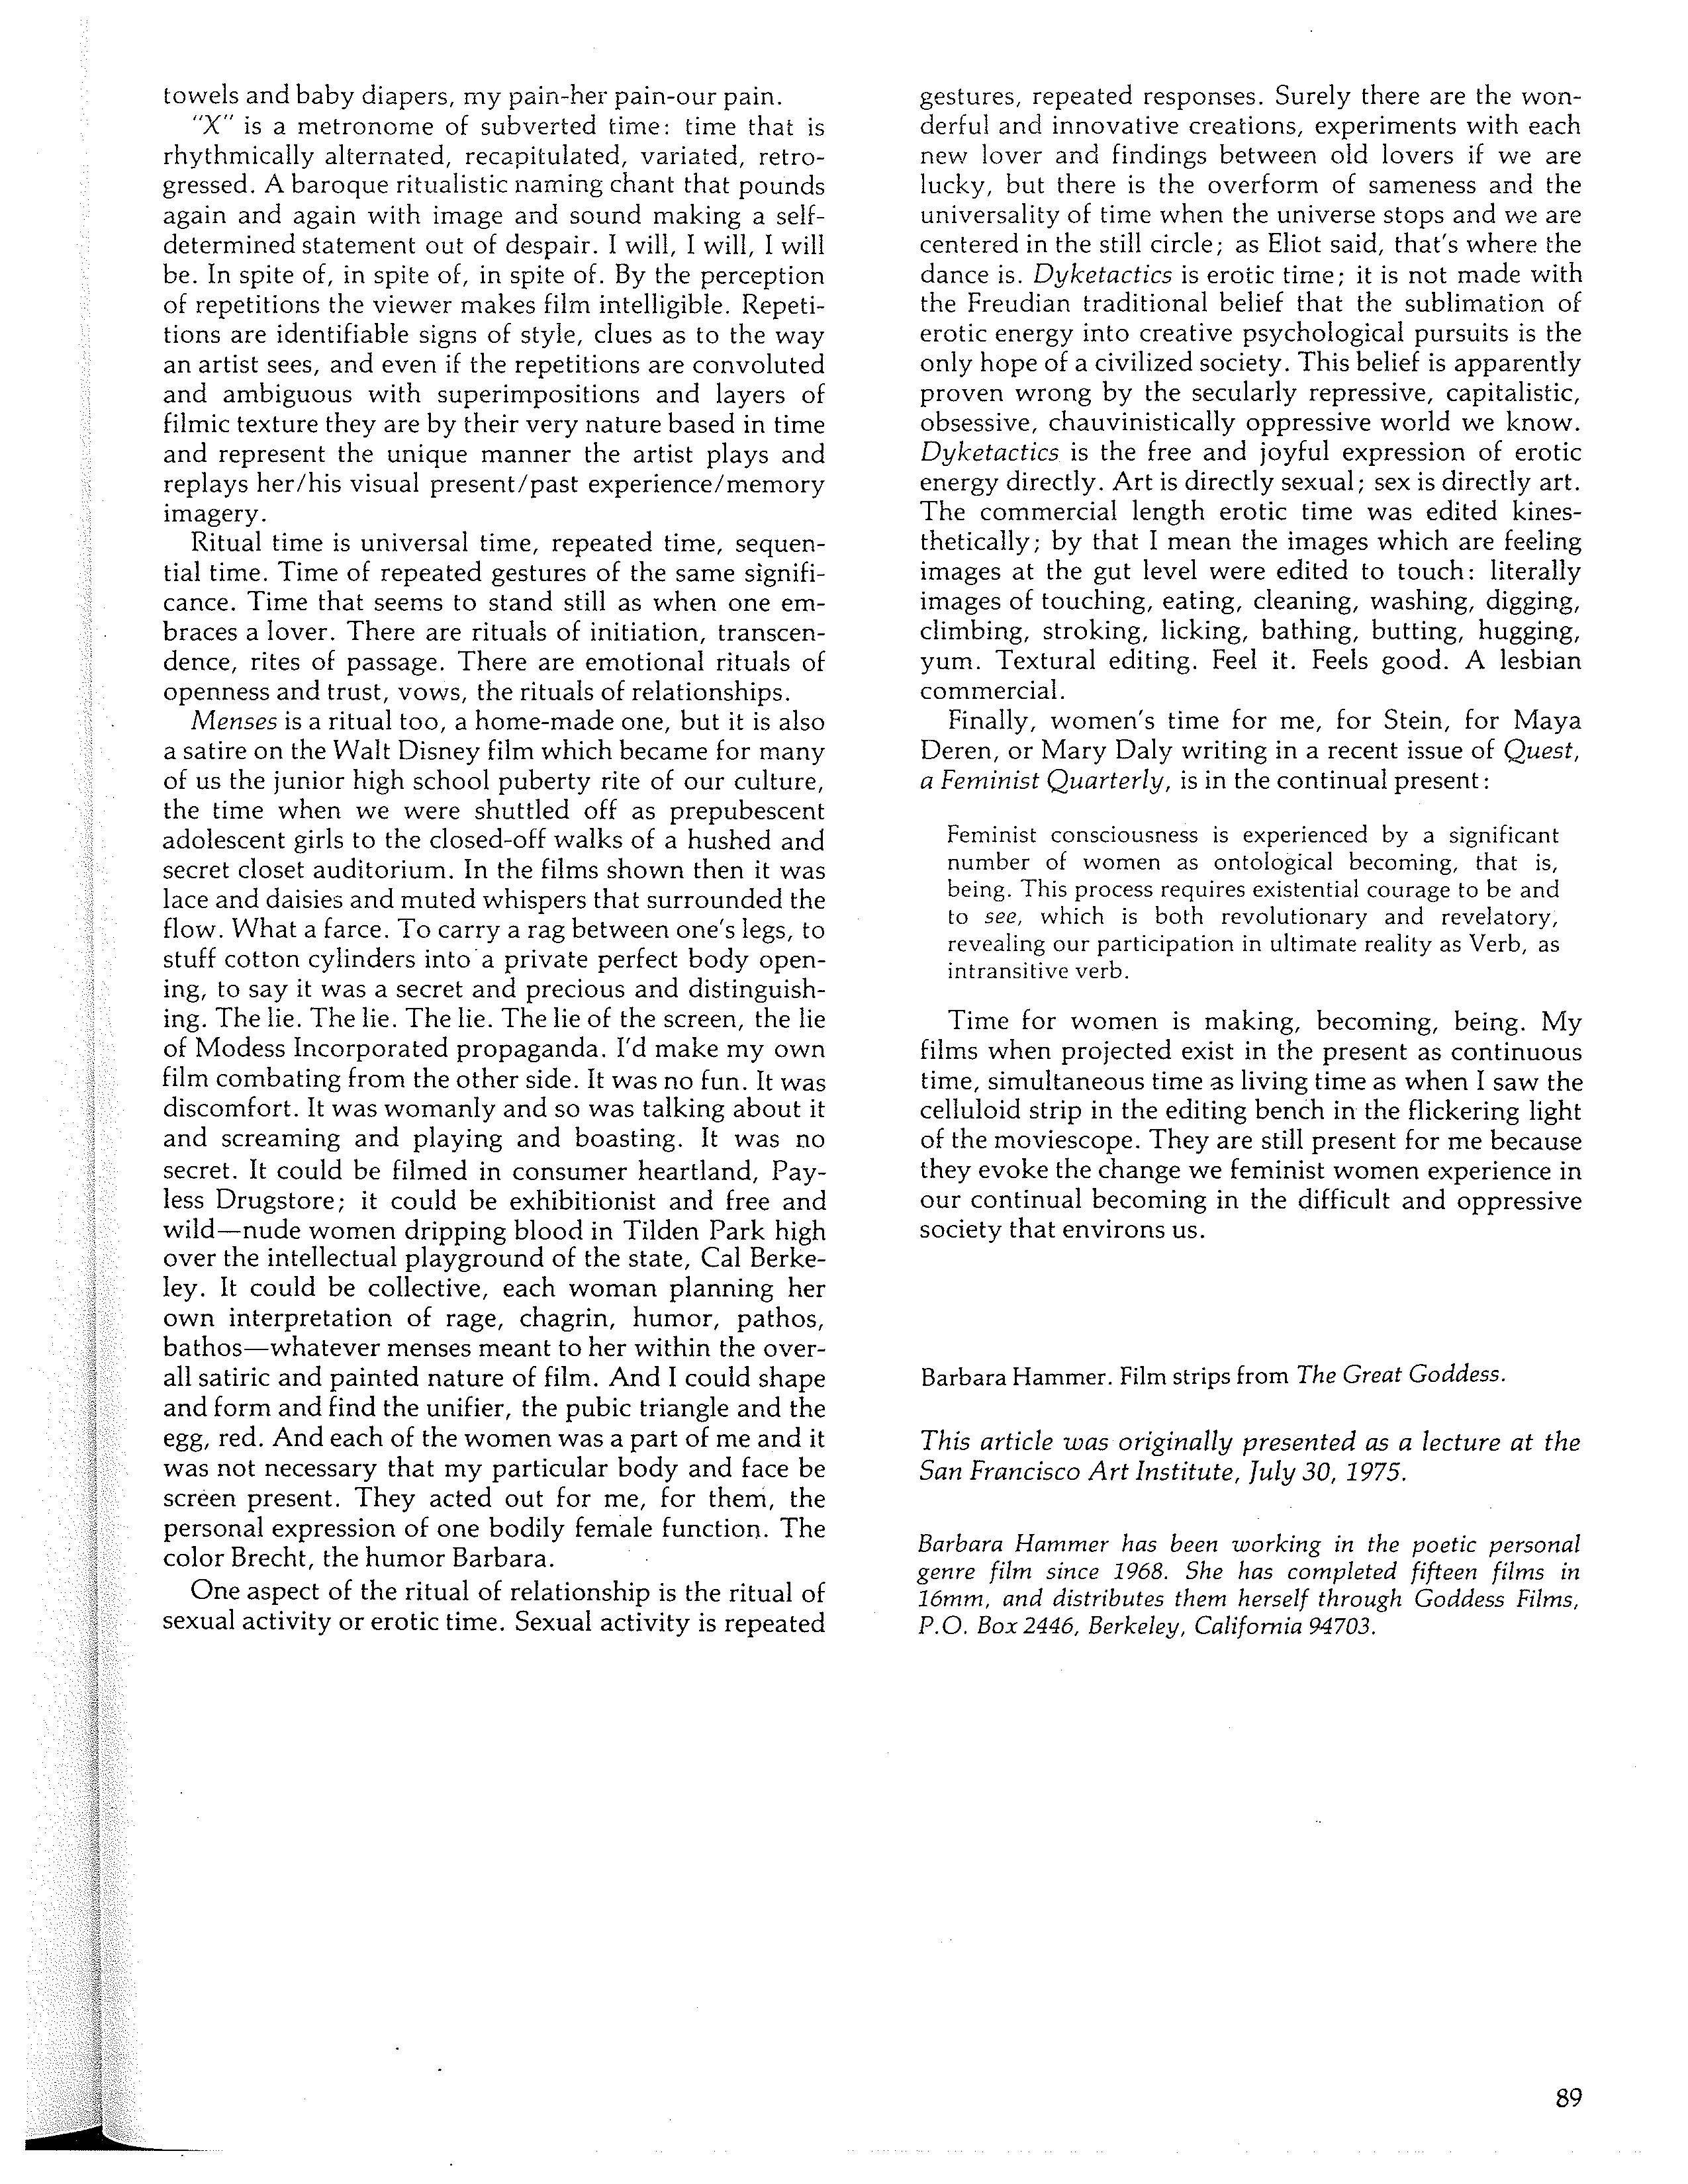 towels and baby diapers, my pain-her pain-our pain.
"X" is a metronome of subverted time: time that is
rhythmically alternated, recapitulated, variated, retro-
gressed. A baroque ritualistic naming chant that pounds
again and again with image and sound making a self-
determined statement out of despair. I will, I will, I will
be. In spite of, in spite of, in spite of. By the perception
of repetitions the viewer makes film intelligible. Repeti-
tions are identifiable signs of style, clues as to the way
an artist sees, and even if the repetitions are convoluted
and ambiguous with superimpositions and layers of
filmic texture they are by their very nature based in time
and represent the unique manner the artist plays and
replays her/his visual present/past experience/memory
imagery.
Ritual time is universal time, repeated time, sequen-
tial time. Time of repeated gestures of the same signifi-
cance. Time that seems to stand still as when one em-
braces a lover. There are rituals of initiation, transcen-
dence, rites of passage. There are emotional rituals of
openness and trust, vows, the rituals of relationships.
Menses is a ritual too, a home-made one, but it is also
a satire on the Walt Disney film which became for many
of us the junior high school puberty rite of our culture,
the time when we were shuttled off as prepubescent
adolescent girls to the closed-off walks of a hushed and
secret closet auditorium. In the films shown then it was
lace and daisies and muted whispers that surrounded the
flow. What a farce. To carry a rag between one's legs, to
stuff cotton cylinders into a private perfect body open-
ing, to say it was a secret and precious and distinguish-
ing. The lie. The lie. The lie. The lie of the screen, the lie
of Modess Incorporated propaganda. I'd make my own
film combating from the other side. It was no fun. It was
discomfort. It was womanly and so was talking about it
and screaming and playing and boasting. It was no
secret. It could be filmed in consumer heartland, Pay-
less Drugstore; it could be exhibitionist and free and
wild—nude women dripping blood in Tilden Park high
over the intellectual playground of the state, Cal Berke-
ley. It could be collective, each woman planning her
own interpretation of rage, chagrin, humor, pathos,
bathos—whatever menses meant to her within the over-
all satiric and painted nature of film. And I could shape
and form and find the unifier, the pubic triangle and the
egg, red. And each of the women was a part of me and it
was not necessary that my particular body and face be
screen present. They acted out for me, for them, the
personal expression of one bodily female function. The
color Brecht, the humor Barbara.
One aspect of the ritual of relationship is the ritual of
sexual activity or erotic time. Sexual activity is repeated
gestures, repeated responses. Surely there are the won-
derful and innovative creations, experiments with each
new lover and findings between old lovers if we are
lucky, but there is the overform of sameness and the
universality of time when the universe stops and we are
centered in the still circle; as Eliot said, that's where the
dance is. Dyketactics is erotic time; it is not made with
the Freudian traditional belief that the sublimation of
erotic energy into creative psychological pursuits is the
only hope of a civilized society. This belief is apparently
proven wrong by the secularly repressive, capitalistic,
obsessive, chauvinistically oppressive world we know.
Dyketactics is the free and joyful expression of erotic
energy directly. Art is directly sexual; sex is directly art.
The commercial length erotic time was edited kines-
thetically; by that I mean the images which are feeling
images at the gut level were edited to touch: literally
images of touching, eating, cleaning, washing, digging,
climbing, stroking, licking, bathing, butting, hugging,
yum. Textural editing. Feel it. Feels good. A lesbian
commercial.
Finally, women's time for me, for Stein, for Maya
Deren, or Mary Daly writing in a recent issue of Quest,
a Feminist Quarterly, is in the continual present:
Feminist consciousness is experienced by a significant
number of women as ontological becoming, that is,
being. This process requires existential courage to be and
to see, which is both revolutionary and revelatory,
revealing our participation in ultimate reality as Verb, as
intransitive verb.
Time for women is making, becoming, being. My
films when projected exist in the present as continuous
time, simultaneous time as living time as when I saw the
celluloid strip in the editing bench in the flickering light
of the moviescope. They are still present for me because
they evoke the change we feminist women experience in
our continual becoming in the difficult and oppressive
society that environs us.
Barbara Hammer. Film strips from The Great Goddess.
This article was originally presented as a lecture at the
San Francisco Art Institute, July 30, 1975.
Barbara Hammer has been working in the poetic personal
genre film since 1968. She has completed fifteen films in
16mm, and distributes them herself through Goddess Films,
P.O. Box 2446, Berkeley, California 94703.
89